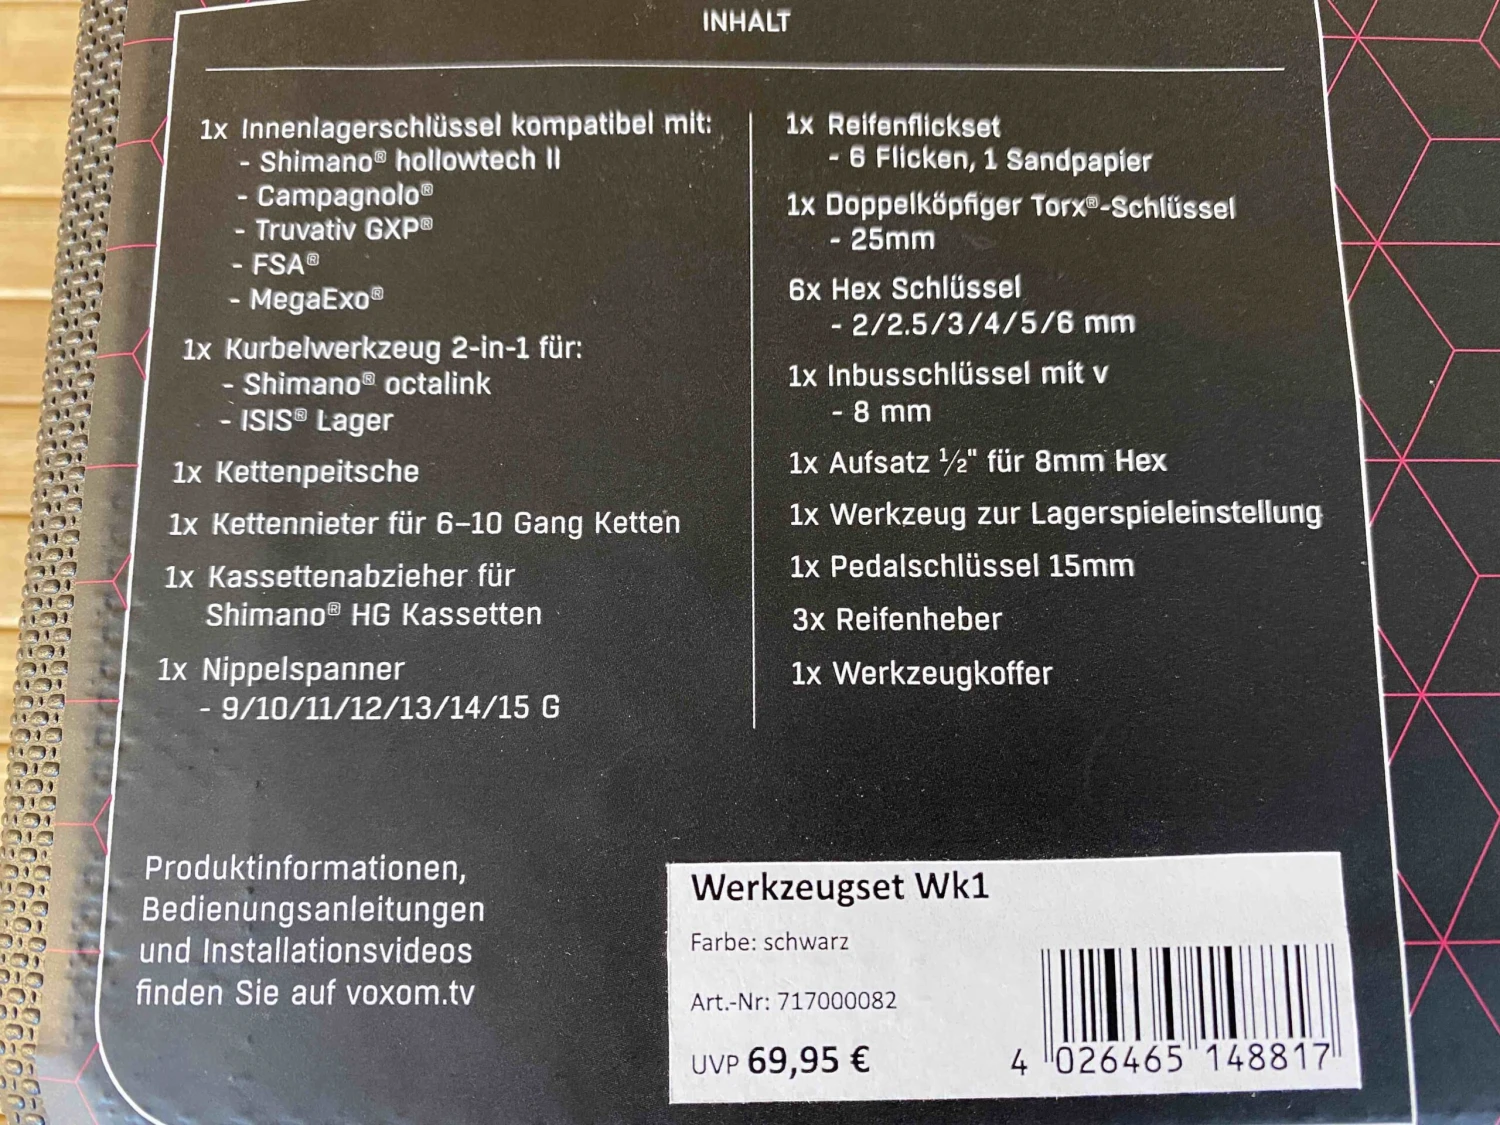 INHALT
1x Innenlagerschlüssel kompatibel mit:
- Shimano® hollowtech II
- Campagnolo®
- Truvativ GXP®
- FSA®
- MegaExo®
1x Kurbelwerkzeug 2-in-1 für:
- Shimano® octalink
- ISIS® Lager
1x Kettenpeitsche
1x Kettennieter für 6–10 Gang Ketten
1x Kassettenabzieher für
Shimano® HG Kassetten
1x Nippelspanner
- 9/10/11/12/13/14/15 G
1x Reifenflickset
- 6 Flicken, 1 Sandpapier
1x Doppelköpfiger Torx®-Schlüssel
- 25mm
6x Hex Schlüssel
- 2/2.5/3/4/5/6 mm
1x Inbusschlüssel mit v
- 8 mm
1x Aufsatz ½" für 8mm Hex
1x Werkzeug zur Lagerspieleinstellung
1x Pedalschlüssel 15mm
3x Reifenheber
1x Werkzeugkoffer
Produktinformationen,
Bedienungsanleitungen
und Installationsvideos
finden Sie auf voxom.tv
Werkzeugset Wk1
Farbe: schwarz
Art.-Nr: 717000082
UVP 69,95 €
4 026465 148817